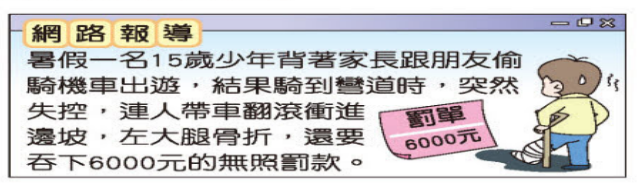 網路報導
暑假一名15歲少年背著家長跟朋友偷
騎機車出遊，結果騎到彎道時，突然
失控，連人帶車翻滾衝進
邊坡，左大腿骨折，還要
吞下6000元的無照罰款。
罰單
6000元